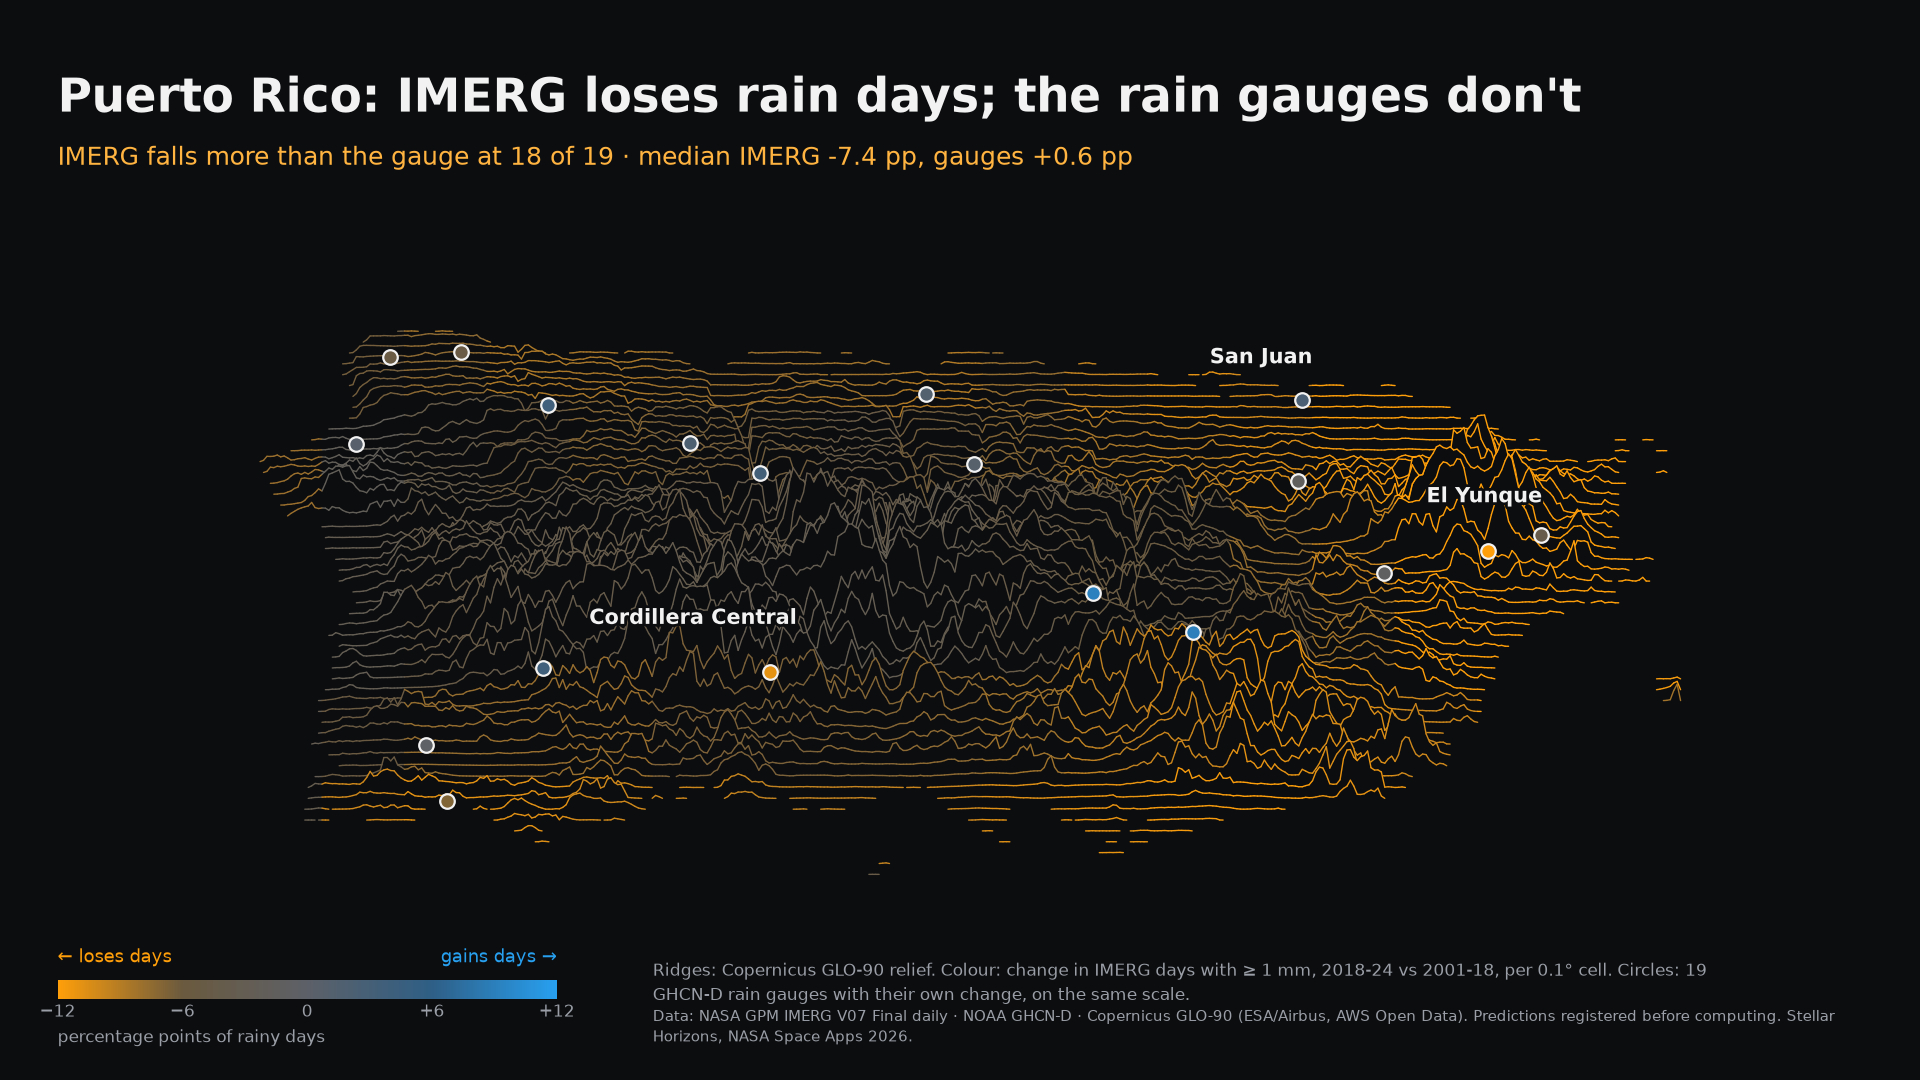 Puerto Rico: IMERG loses rain days; the rain gauges don't
IMERG falls more than the gauge at 18 of 19 · median IMERG -7.4 pp, gauges +0.6 pp
San Juan
El Yunque
Cordillera Central
← loses days
gains days →
−12
−6
0
+6
+12
percentage points of rainy days
Ridges: Copernicus GLO-90 relief. Colour: change in IMERG days with ≥ 1 mm, 2018-24 vs 2001-18, per 0.1° cell. Circles: 19
GHCN-D rain gauges with their own change, on the same scale.
Data: NASA GPM IMERG V07 Final daily · NOAA GHCN-D · Copernicus GLO-90 (ESA/Airbus, AWS Open Data). Predictions registered before computing. Stellar
Horizons, NASA Space Apps 2026.